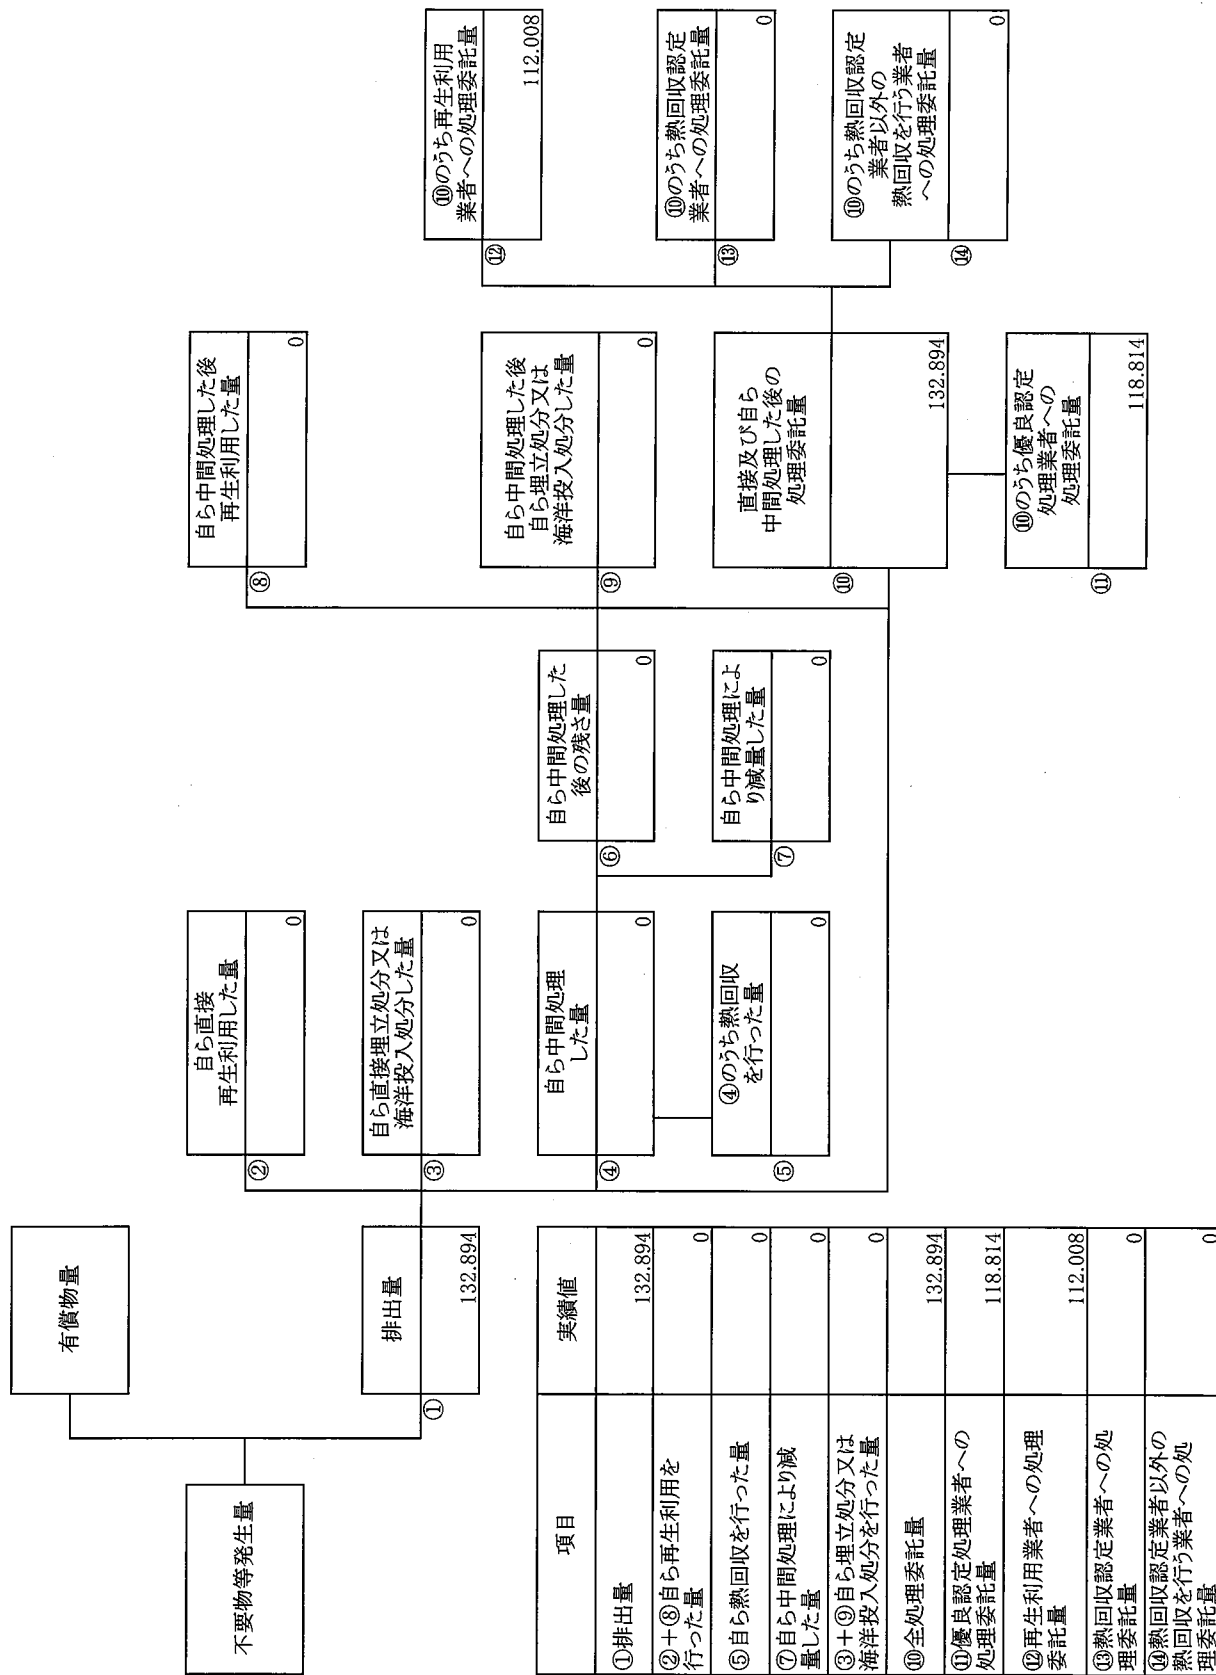 不要物等発生量
有償物量
①
排出量
132.894
②
自ら直接
再生利用した量
0
③
自ら直接埋立処分又は
海洋投入処分した量
0
④
自ら中間処理
した量
0
⑤
④のうち熱回収
を行った量
0
⑥
自ら中間処理した
後の残さ量
0
⑦
自ら中間処理によ
り減量した量
0
⑧
自ら中間処理した後
再生利用した量
0
⑨
自ら中間処理した後
自ら埋立処分又は
海洋投入処分した量
0
⑩
直接及び自ら
中間処理した後の
処理委託量
132.894
⑪
⑩のうち優良認定
処理業者への
処理委託量
118.814
⑫
⑩のうち再生利用
業者への処理委託量
112.008
⑬
⑩のうち熱回収認定
業者への処理委託量
0
⑭
⑩のうち熱回収認定
業者以外の
熱回収を行う業者
への処理委託量
0
項目 実績値
①排出量 132.894
②+⑧自ら再生利用を
行った量 0
⑤自ら熱回収を行った量 0
⑦自ら中間処理により減
量した量 0
③+⑨自ら埋立処分又は
海洋投入処分を行った量 0
⑩全処理委託量 132.894
⑪優良認定処理業者への
処理委託量 118.814
⑫再生利用業者への処理
委託量 112.008
⑬熱回収認定業者への処
理委託量 0
⑭熱回収認定業者以外の
熱回収を行う業者への処
理委託量 0